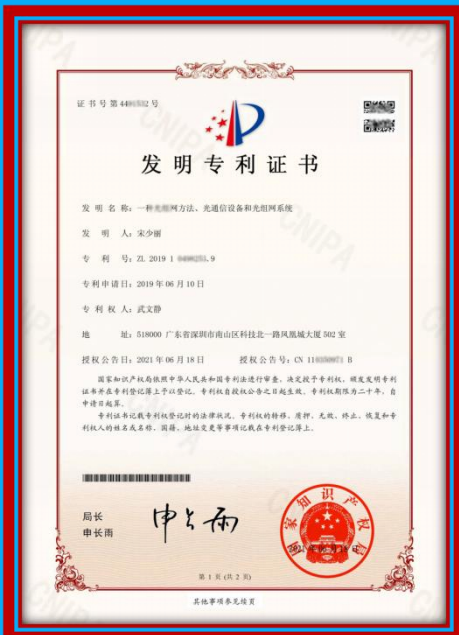 证书号第44 2号
发明专利证书
发 明 名 称：一种 网方法、光通信设备和光组网系统
发 明 人：宋少丽
专 利 号：ZL 2019 1 .9
专利申请日：2019年06月10日
专 利 权 人：武文静
地 址：518000 广东省深圳市南山区科技北一路凤凰城大厦502室
授权公告日：2021年06月18日 授权公告号：CN 11 B
国家知识产权局依照中华人民共和国专利法进行审查，决定授予专利权，颁发发明专利
证书并在专利登记簿上予以登记。专利权自授权公告之日起生效。专利权期限为二十年，自
申请日起算。
专利证书记载专利权登记时的法律状况。专利权的转移、质押、无效、终止、恢复和专
利权人的姓名或名称、国籍、地址变更等事项记载在专利登记簿上。
局长
申长雨
申长雨
国家知识产权局
第 1 页 (共 2 页)
其他事项参见续页
CNIPA